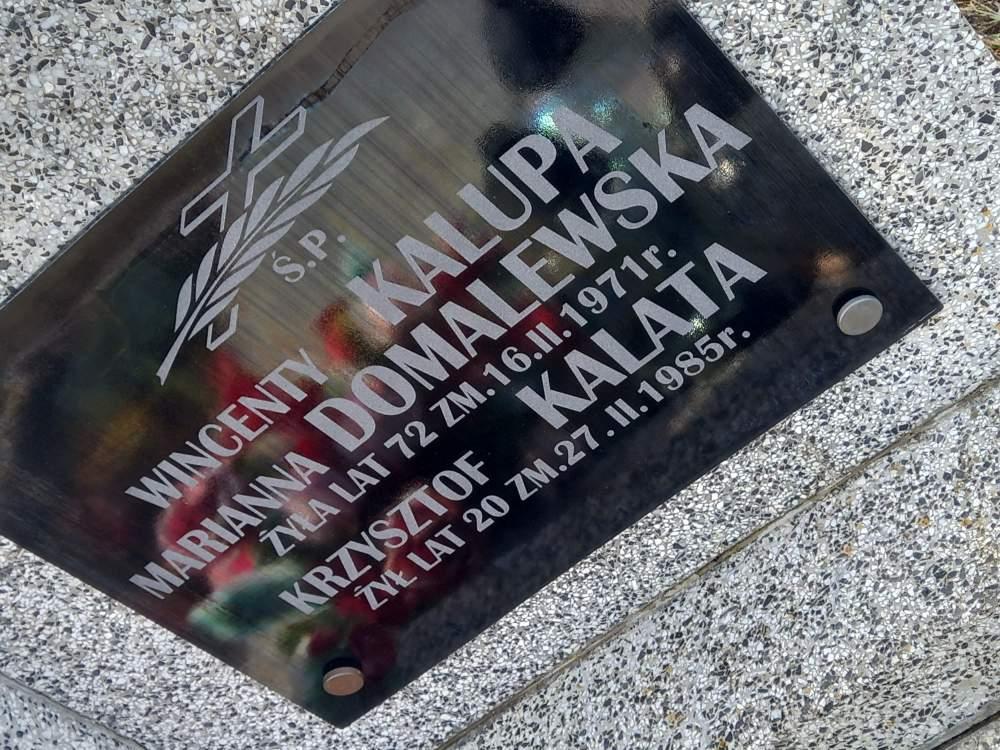 Ś.P.
WINCENTY KALUPA
MARIANNA DOMALEWSKA
ŻYŁA LAT 72 ZM.16.II.1971r.
KRZYSZTOF KALATA
ŻYŁ LAT 20 ZM.27.II.1985r.